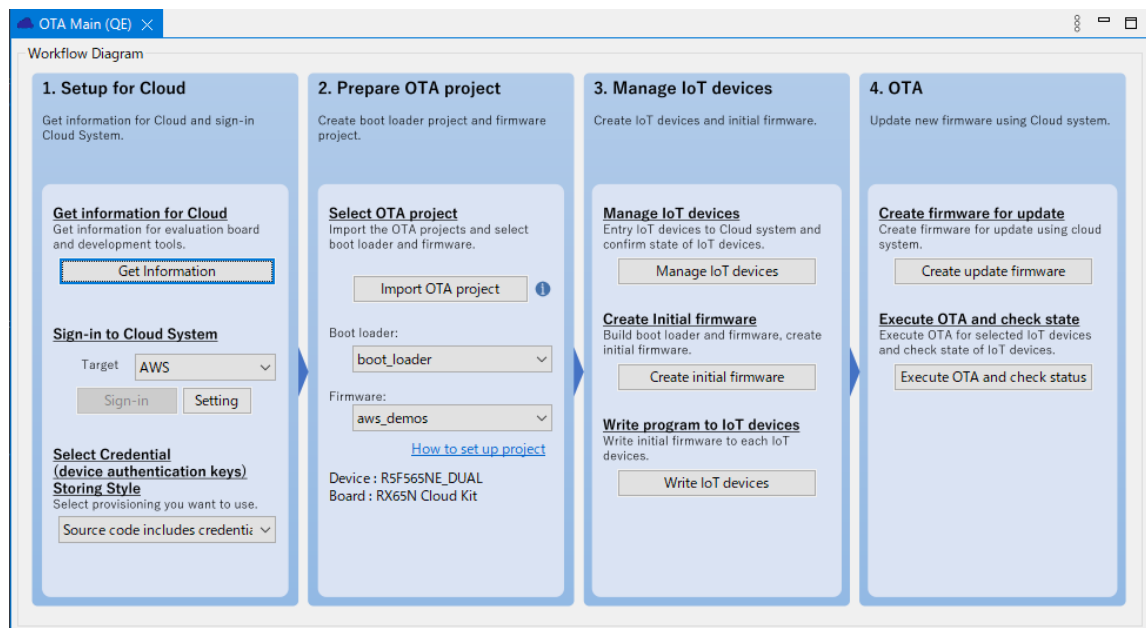 OTA Main (QE)
Workflow Diagram
1. Setup for Cloud
Get information for Cloud and sign-in
Cloud System.
Get information for Cloud
Get information for evaluation board
and development tools.
Get Information
Sign-in to Cloud System
Target AWS
Sign-in Setting
Select Credential
(device authentication keys)
Storing Style
Select provisioning you want to use.
Source code includes credentia
2. Prepare OTA project
Create boot loader project and firmware
project.
Select OTA project
Import the OTA projects and select
boot loader and firmware.
Import OTA project
Boot loader:
boot_loader
Firmware:
aws_demos
How to set up project
Device : R5F565NE_DUAL
Board : RX65N Cloud Kit
3. Manage IoT devices
Create IoT devices and initial firmware.
Manage IoT devices
Entry IoT devices to Cloud system and
confirm state of IoT devices.
Manage IoT devices
Create Initial firmware
Build boot loader and firmware, create
initial firmware.
Create initial firmware
Write program to IoT devices
Write initial firmware to each IoT
devices.
Write IoT devices
4. OTA
Update new firmware using Cloud system.
Create firmware for update
Create firmware for update using cloud
system.
Create update firmware
Execute OTA and check state
Execute OTA for selected IoT devices
and check state of IoT devices.
Execute OTA and check status